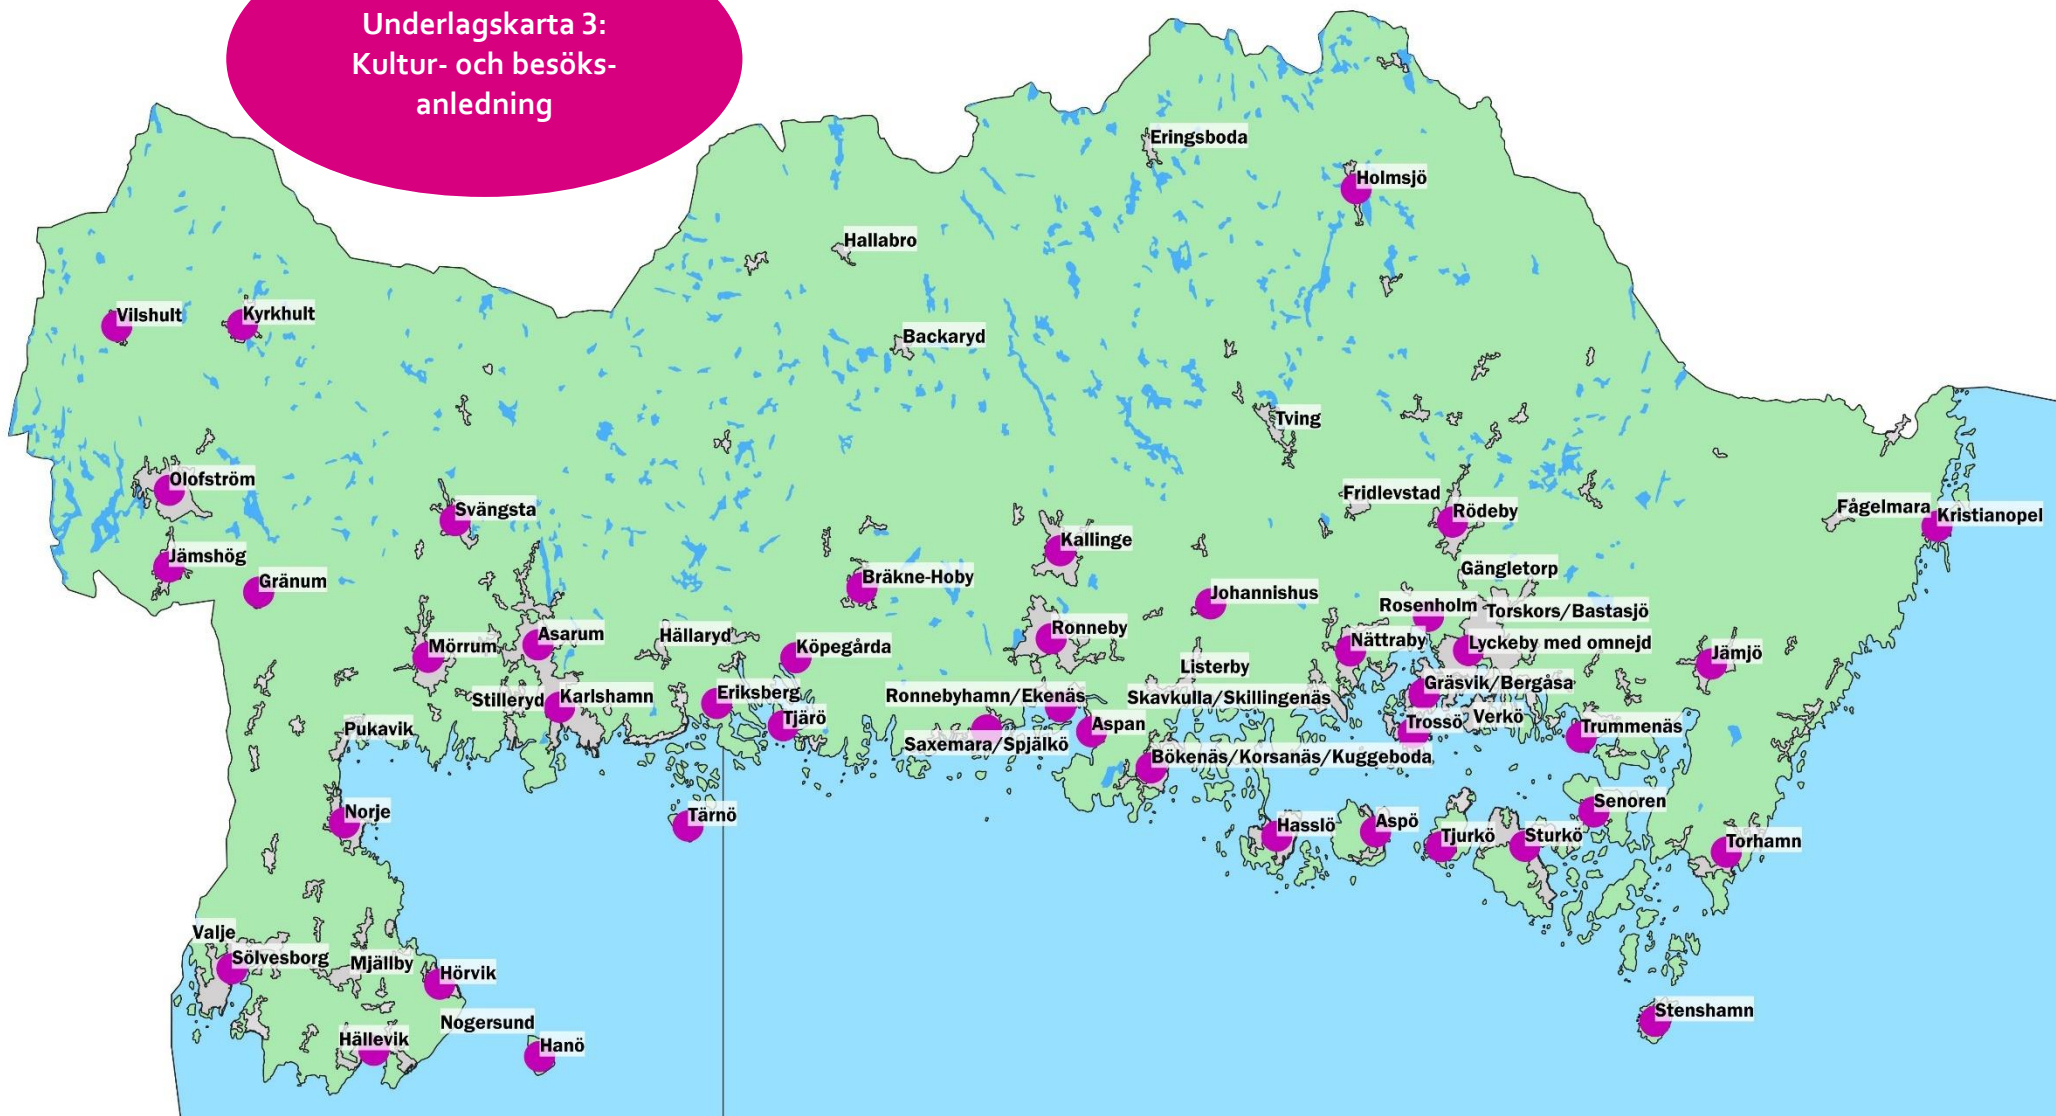 Underlagskarta 3:
Kultur- och besöks-
anledning
Eringsboda
Holmsjö
Hallabro
Vilshult
Kyrkhult
Backaryd
Tving
Olofström
Svängsta
Fridlevstad
Rödeby
Fågelmara
Kristianopel
Kallinge
Jämshög
Gränum
Bräkne-Hoby
Gängletorp
Johannishus
Rosenholm
Torskors/Bastasjö
Ronneby
Asarum
Hällaryd
Mörrum
Köpegårda
Nättraby
Lyckeby med omnejd
Jämjö
Listerby
Gräsvik/Bergåsa
Stilleryd
Karlshamn
Eriksberg
Ronnebyhamn/Ekenäs
Skavkulla/Skillingenäs
Pukavik
Tjärö
Aspan
Trossö
Verkö
Trummenäs
Saxemara/Spjälkö
Bökenäs/Korsanäs/Kuggeboda
Norje
Tärnö
Senoren
Hasslö
Aspö
Tjurkö
Sturkö
Torhamn
Valje
Sölvesborg
Mjällby
Hörvik
Stenshamn
Nogersund
Hällevik
Hanö